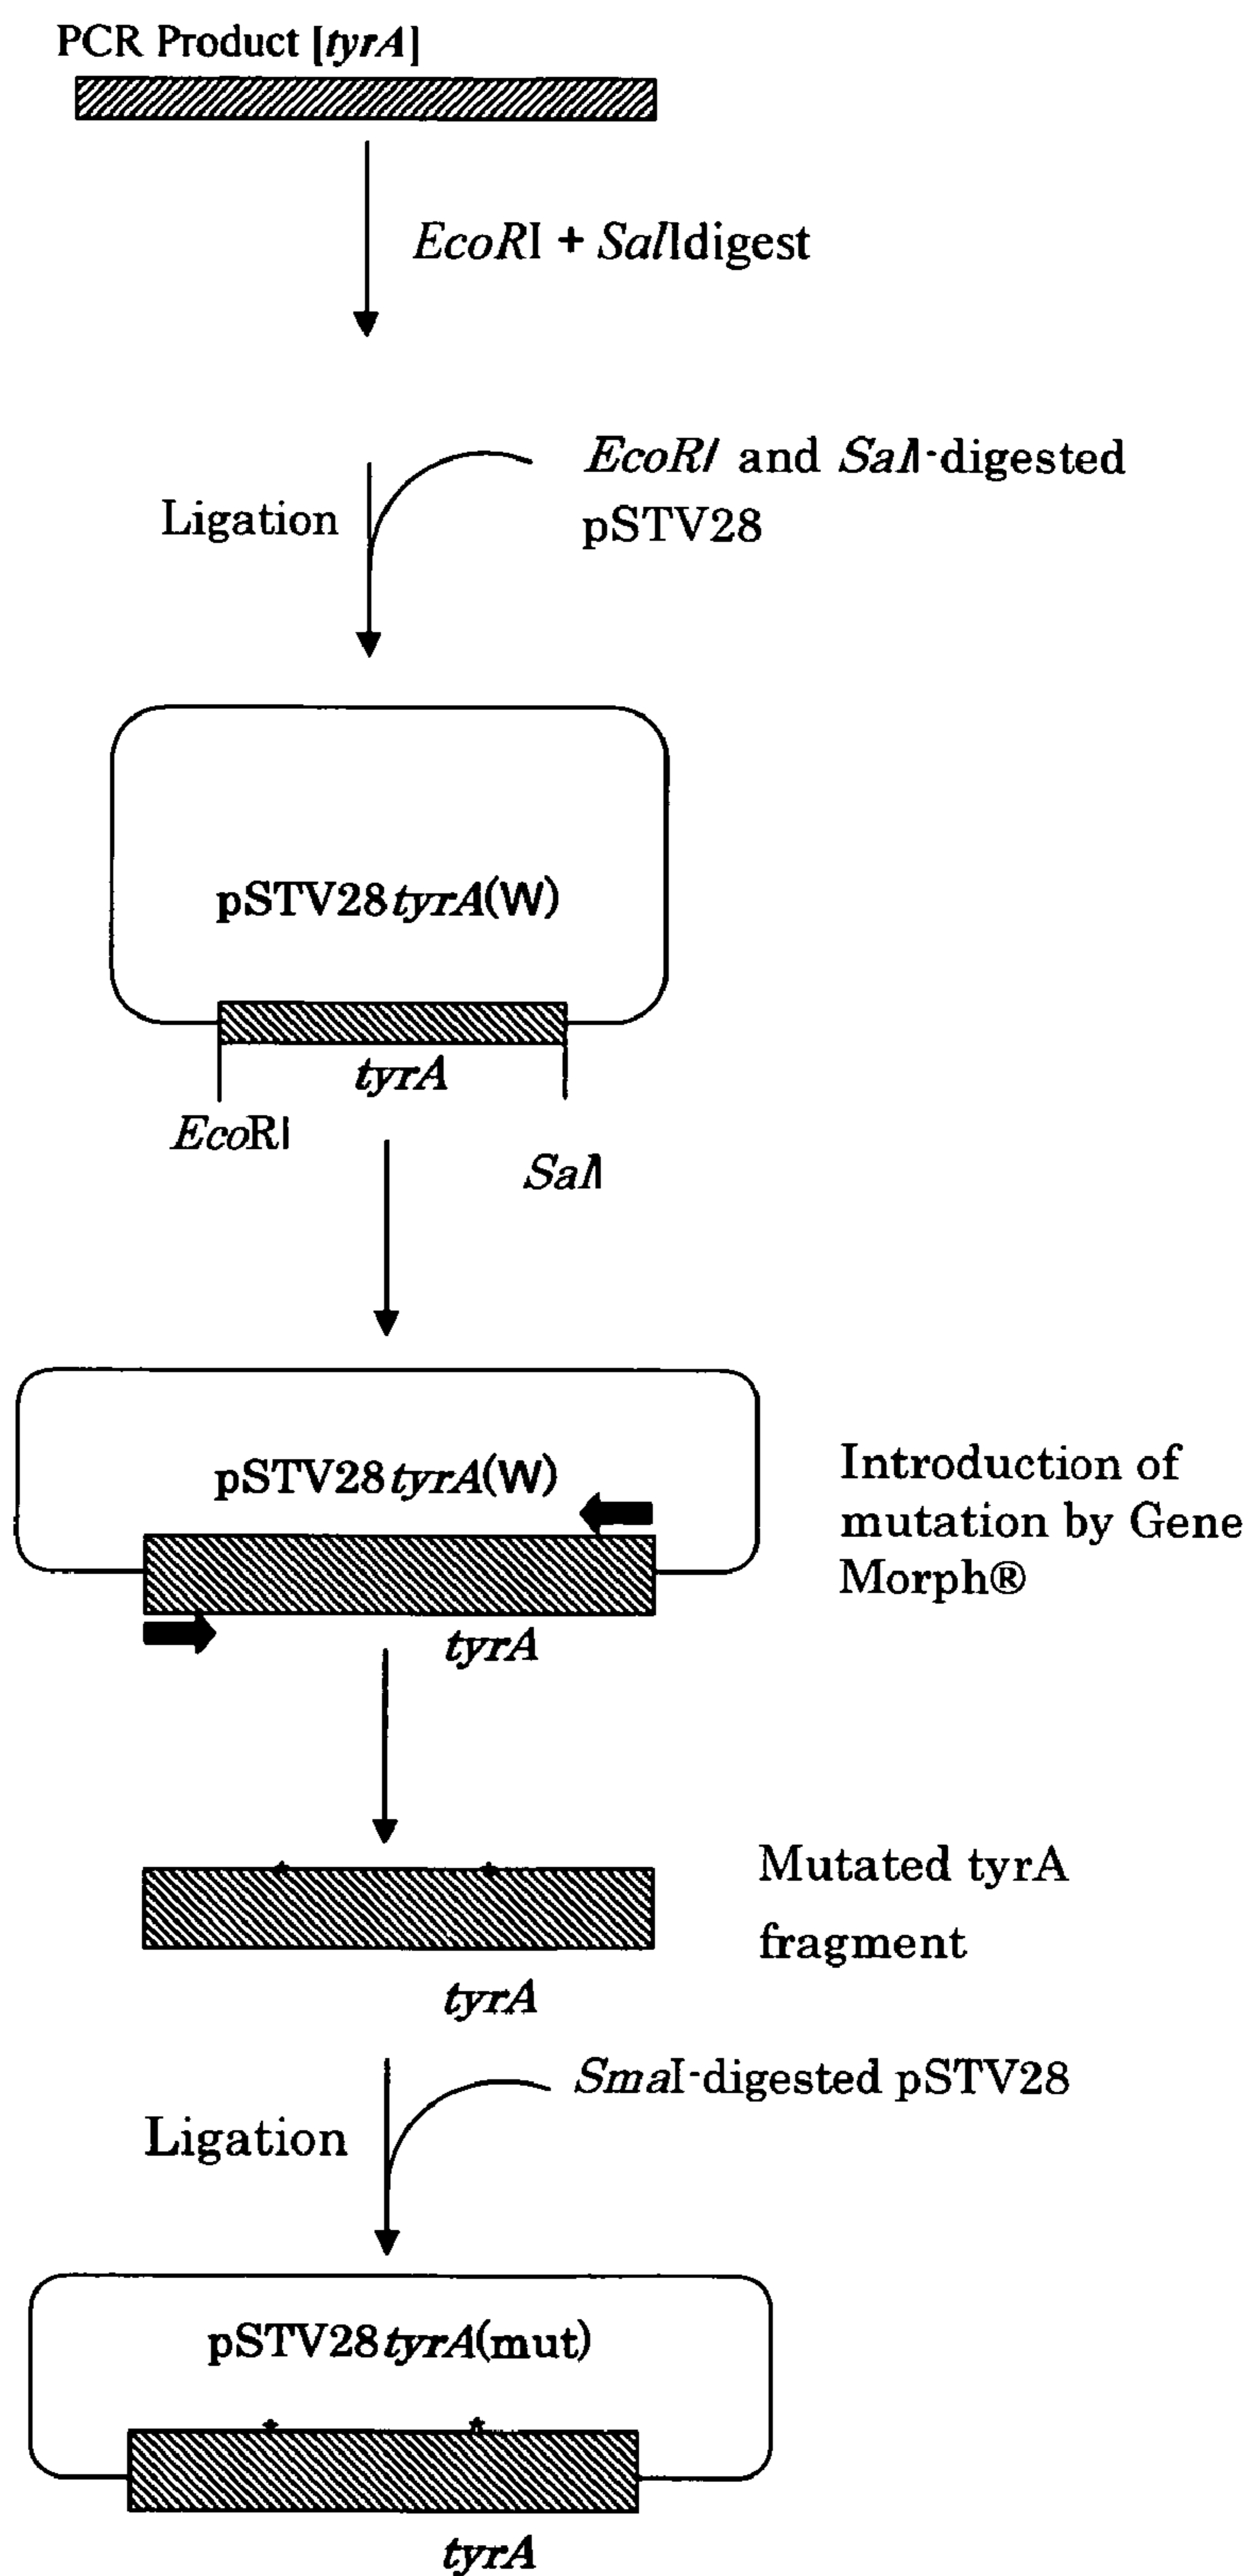 PCR Product [tyrA]
EcoRI + SalIdigest
EcoRI and SalI-digested
pSTV28
Ligation
pSTV28tyrA(W)
tyrA
EcoRI
SalI
pSTV28tyrA(W)
Introduction of
mutation by Gene
Morph®
tyrA
Mutated tyrA
fragment
tyrA
SmaI-digested pSTV28
Ligation
pSTV28tyrA(mut)
tyrA